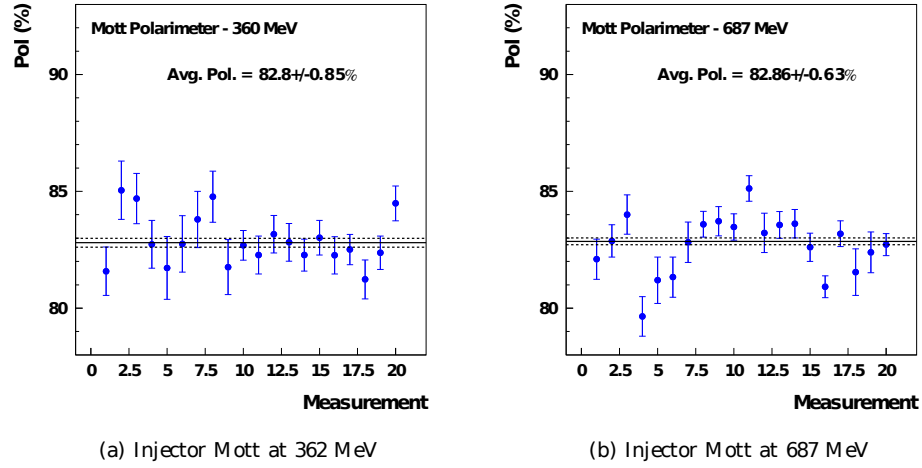 Pol (%)
Mott Polarimeter - 360 MeV
Avg. Pol. = 82.8+/-0.85%
90
85
80
0 2.5 5 7.5 10 12.5 15 17.5 20
Measurement
(a) Injector Mott at 362 MeV
Pol (%)
Mott Polarimeter - 687 MeV
Avg. Pol. = 82.86+/-0.63%
90
85
80
0 2.5 5 7.5 10 12.5 15 17.5 20
Measurement
(b) Injector Mott at 687 MeV